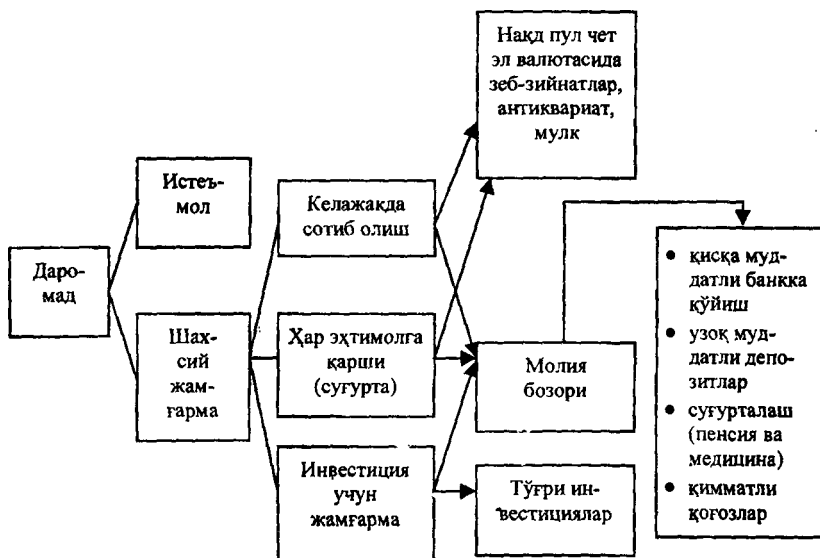 Даро-
мад
Истеъ-
мол
Шах-
сий
жам-
ғарма
Келажакда
сотиб олиш
Ҳар эҳтимолга
қарши
(суғурта)
Инвестиция
учун
жамғарма
Нақд пул чет
эл валютасида
зеб-зийнатлар,
антиквариат,
мулк
Молия
бозори
Тўғри ин-
вестициялар
• қисқа муд-
датли банкка
қўйиш
• узоқ муд-
датли депо-
зитлар
• суғурталаш
(пенсия ва
медицина)
• қимматли
қоғозлар